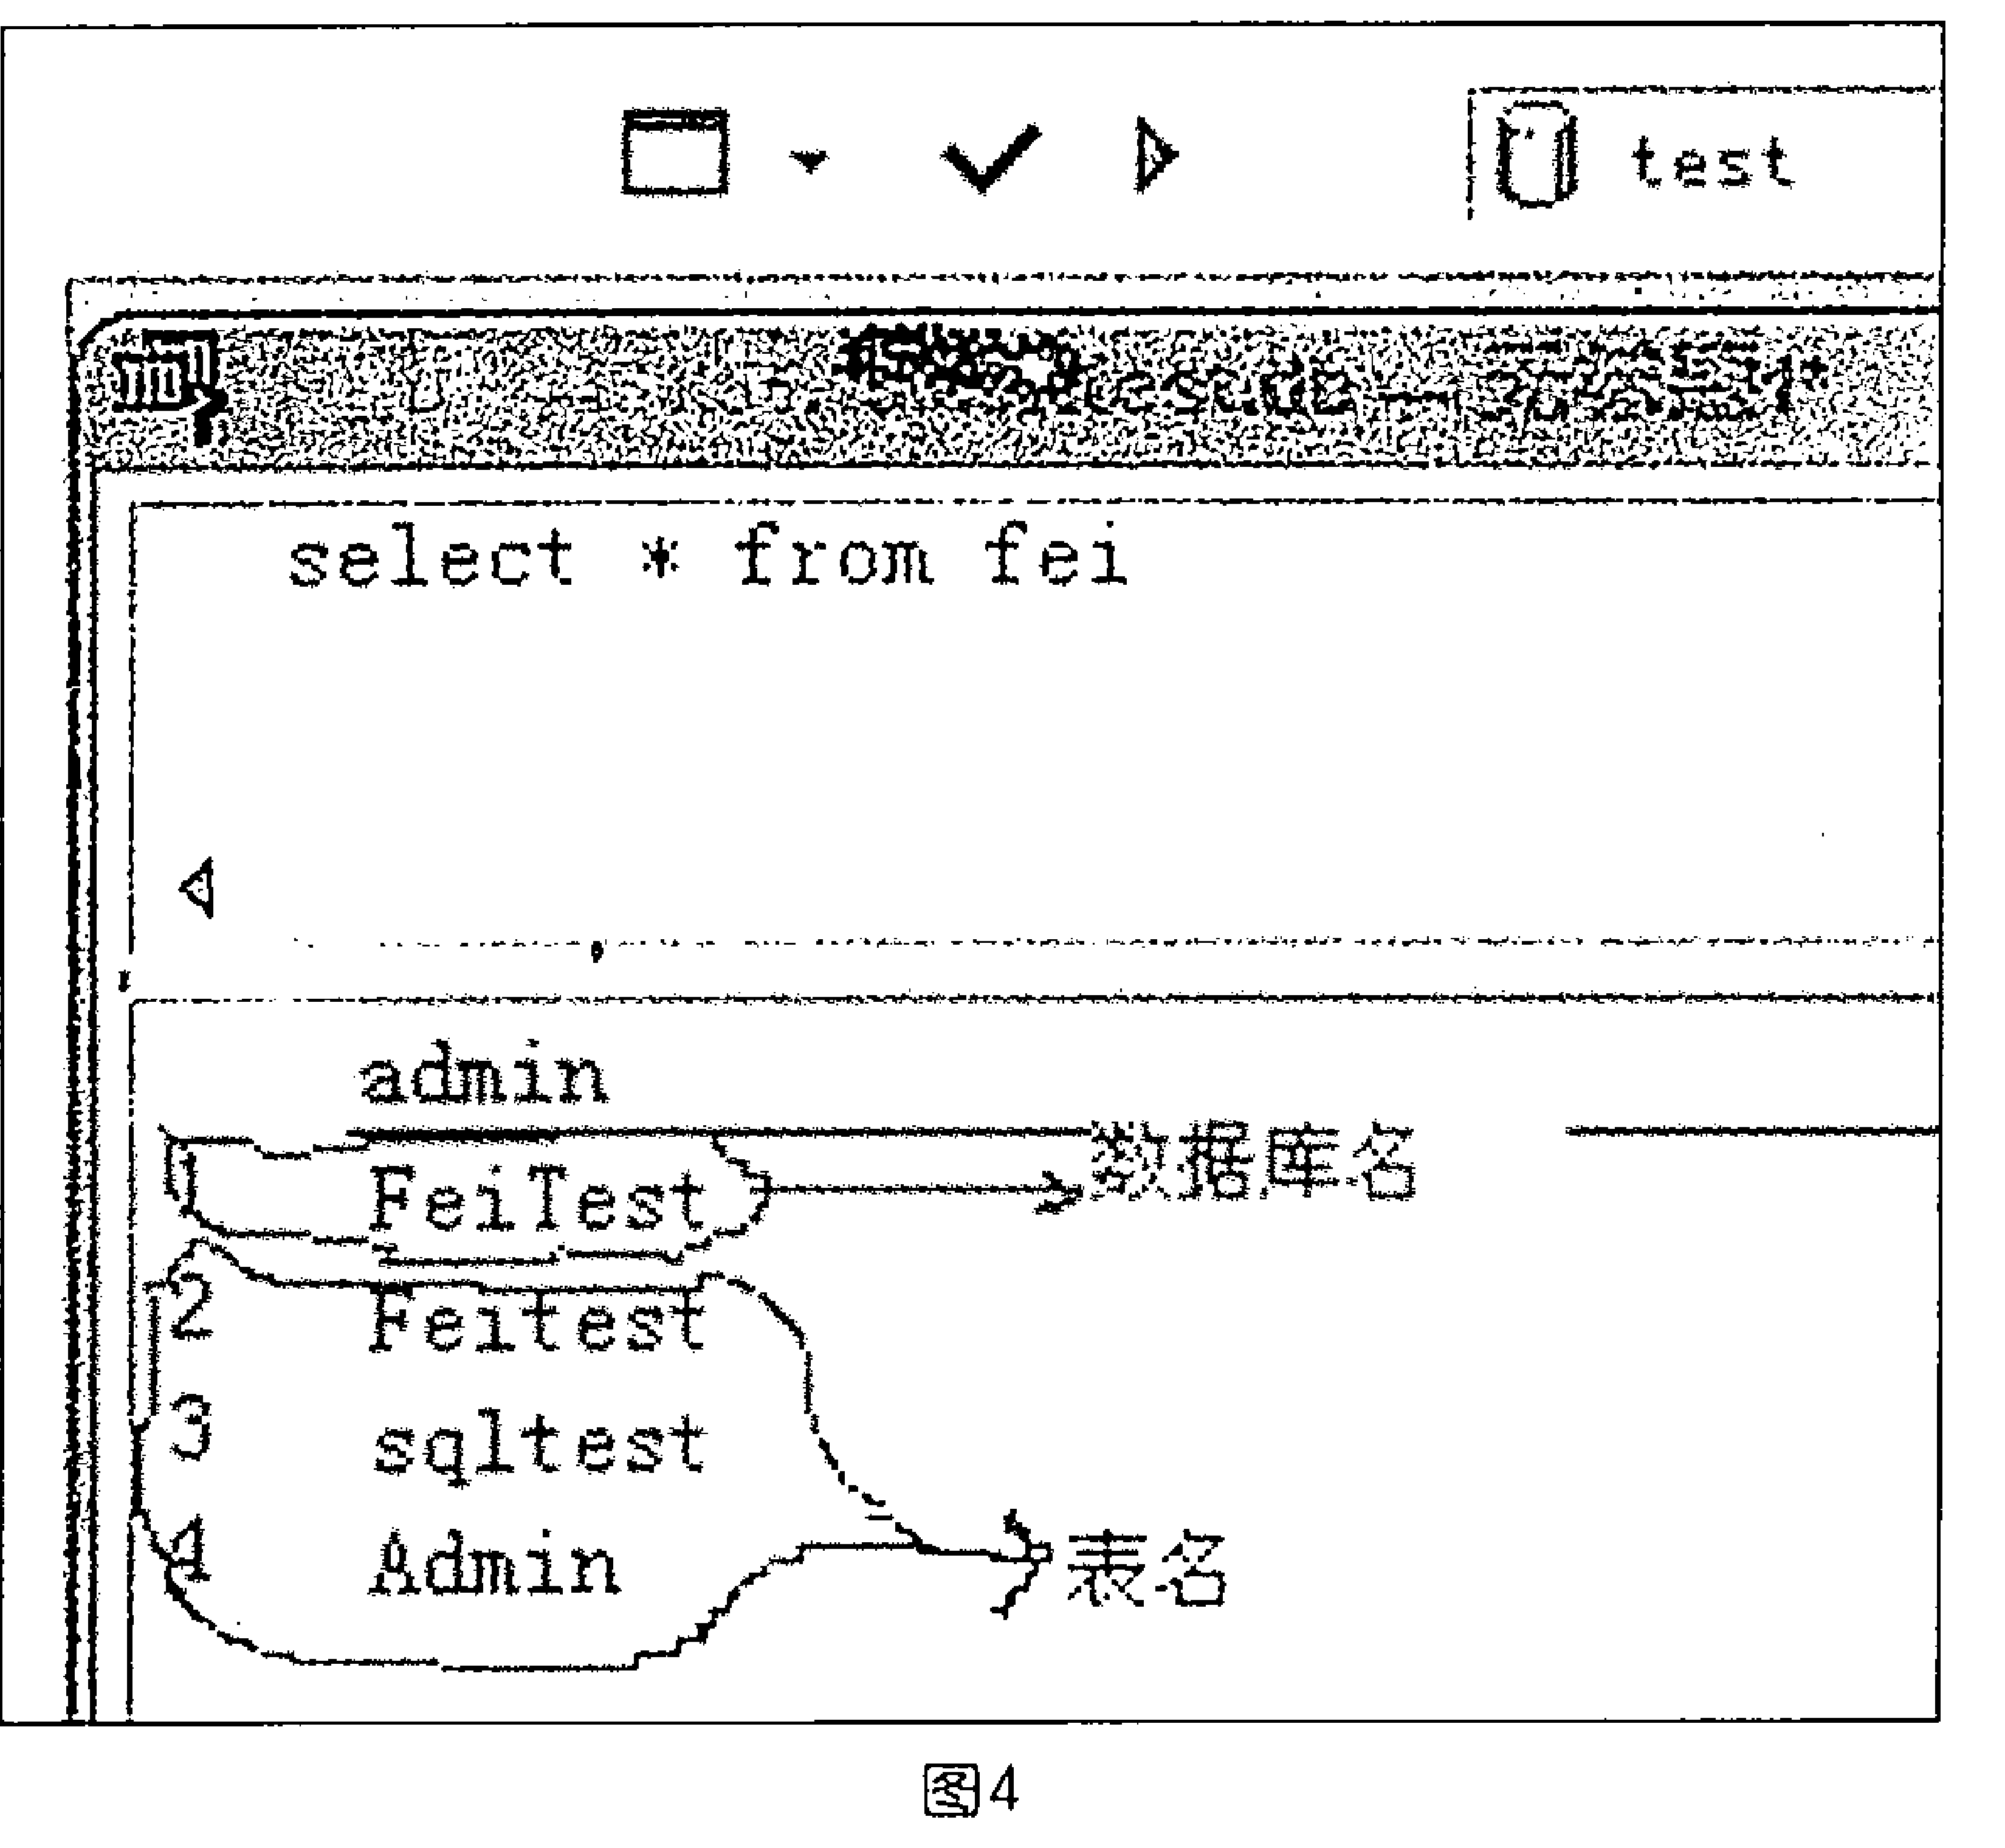 test
select * from fei
admin
FeiTest 数据库名
2 Feitest
3 sqltest
4 Admin 表名
图4